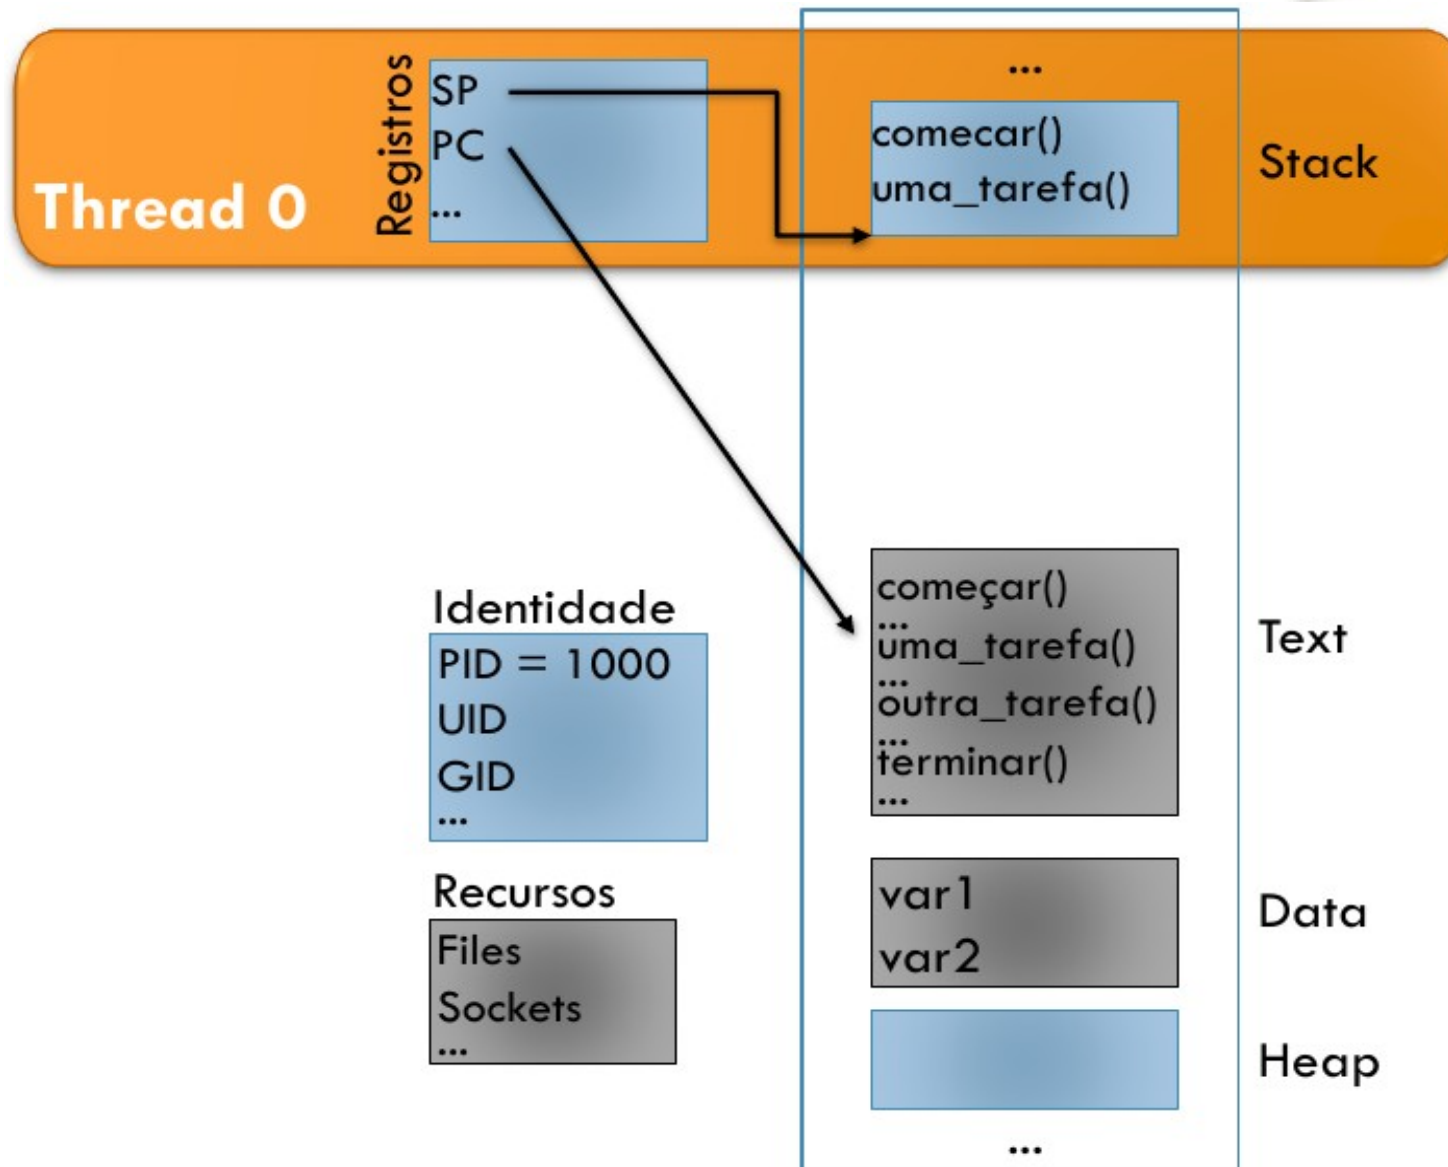 Thread 0
Registros
SP
PC
...
...
comecar()
uma_tarefa()
Stack
Identidade
PID = 1000
UID
GID
...
Recursos
Files
Sockets
...
começar()
...
uma_tarefa()
...
outra_tarefa()
...
terminar()
...
Text
var1
var2
Data
Heap
...